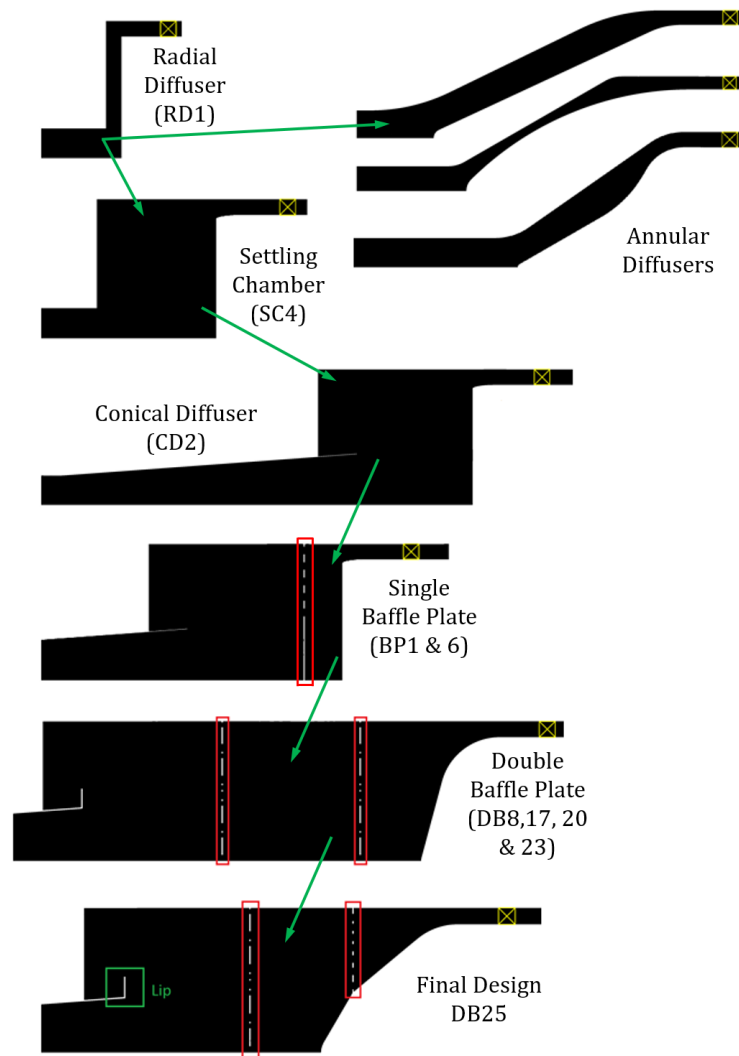 Radial
Diffuser
(RD1)
Annular
Diffusers
Settling
Chamber
(SC4)
Conical Diffuser
(CD2)
Single
Baffle Plate
(BP1 & 6)
Double
Baffle Plate
(DB8,17, 20
& 23)
Lip
Final Design
DB25